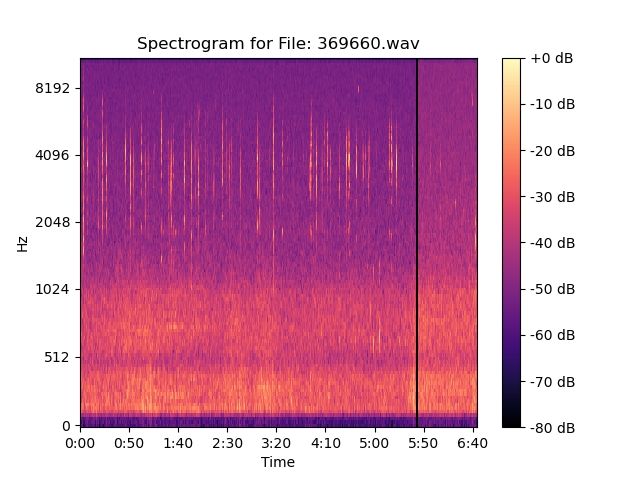 Spectrogram for File: 369660.wav
Hz
8192
4096
2048
1024
512
0
0:00 0:50 1:40 2:30 3:20 4:10 5:00 5:50 6:40
Time
+0 dB
-10 dB
-20 dB
-30 dB
-40 dB
-50 dB
-60 dB
-70 dB
-80 dB